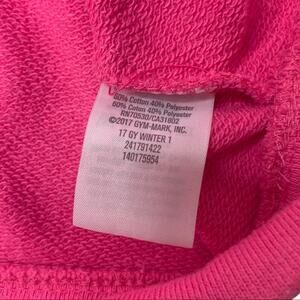 60% Cotton 40% Polyester
60% Coton 40% Polyester
RN70530/CA31602
©2017 GYM-MARK, INC.
17 GY WINTER 1
241791422
140175954